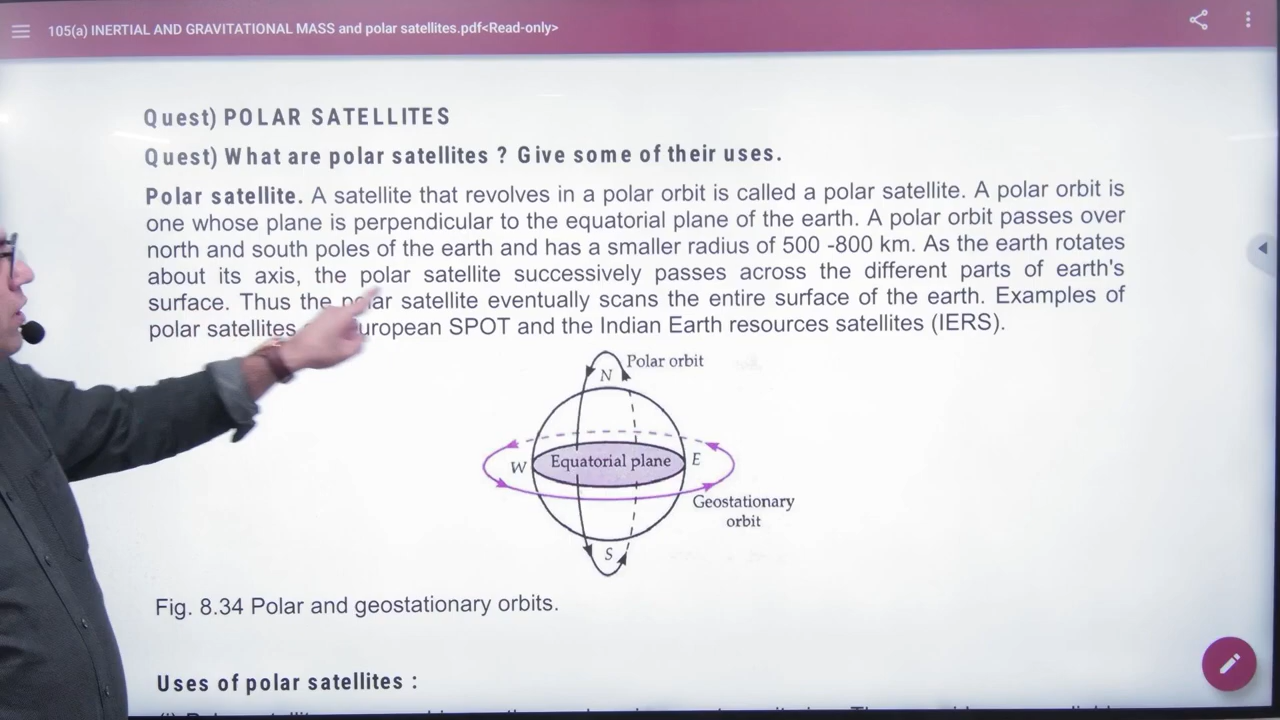 105(a) INERTIAL AND GRAVITATIONAL MASS and polar satellites.pdf<Read-only>
Quest) POLAR SATELLITES
Quest) What are polar satellites ? Give some of their uses.
Polar satellite. A satellite that revolves in a polar orbit is called a polar satellite. A polar orbit is
one whose plane is perpendicular to the equatorial plane of the earth. A polar orbit passes over
north and south poles of the earth and has a smaller radius of 500 -800 km. As the earth rotates
about its axis, the polar satellite successively passes across the different parts of earth's
surface. Thus the polar satellite eventually scans the entire surface of the earth. Examples of
polar satellites uropean SPOT and the Indian Earth resources satellites (IERS).
Polar orbit
N
W
Equatorial plane
E
Geostationary
orbit
S
Fig. 8.34 Polar and geostationary orbits.
Uses of polar satellites :